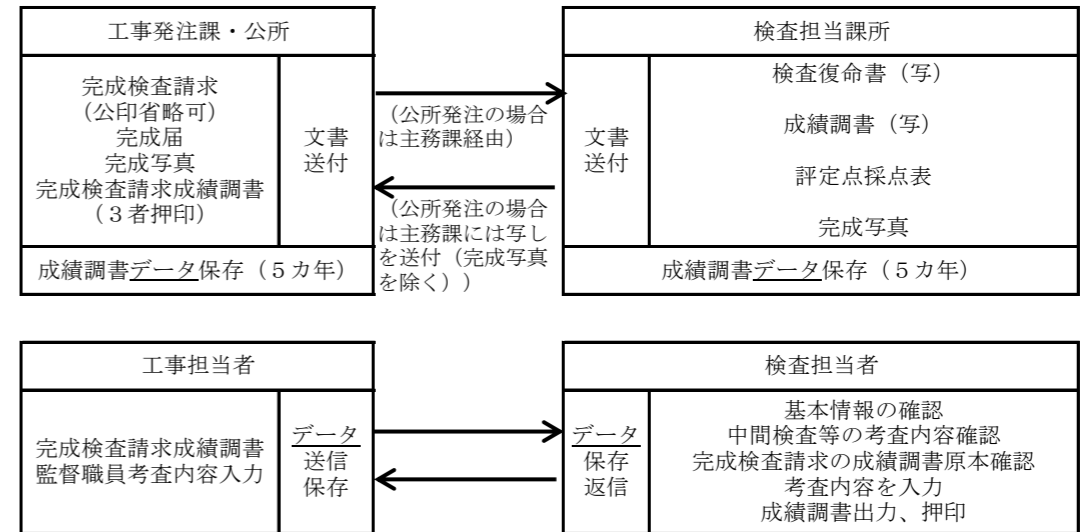 工事発注課・公所
完成検査請求
(公印省略可)
完成届
完成写真
完成検査請求成績調書
(３者押印)
文書
送付
成績調書データ保存（５カ年）
（公所発注の場合
は主務課経由）
（公所発注の場合
は主務課には写し
を送付（完成写真
を除く））
検査担当課所
文書
送付
検査復命書（写）
成績調書（写）
評定点採点表
完成写真
成績調書データ保存（５カ年）
工事担当者
完成検査請求成績調書
監督職員考査内容入力
データ
送信
保存
検査担当者
データ
保存
返信
基本情報の確認
中間検査等の考査内容確認
完成検査請求の成績調書原本確認
考査内容を入力
成績調書出力、押印